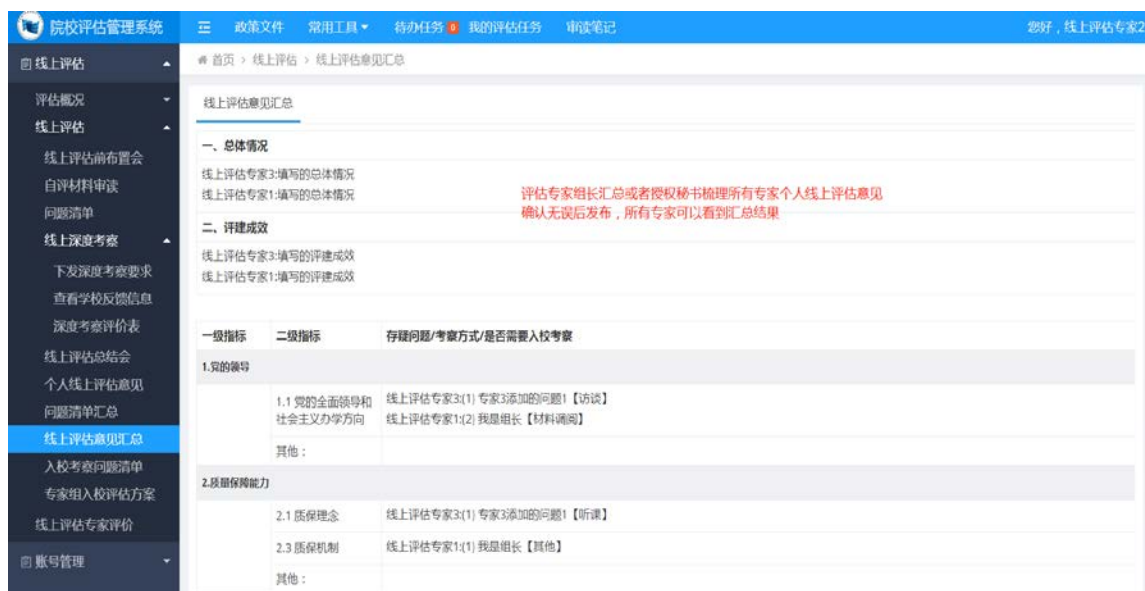 院校评估管理系统
政策文件 常用工具 待办任务 0 我的评估任务 审读笔记
您好，线上评估专家2
首页 > 线上评估 > 线上评估意见汇总
线上评估
评估概况
线上评估
线上评估前布置会
自评材料审读
问题清单
线上深度考察
下发深度考察要求
查看学校反馈信息
深度考察评价表
线上评估总结会
个人线上评估意见
问题清单汇总
线上评估意见汇总
入校考察问题清单
专家组入校评估方案
线上评估专家评价
账号管理
线上评估意见汇总
一、总体情况
线上评估专家3:填写的总体情况
线上评估专家1:填写的总体情况
评估专家组长汇总或者授权秘书梳理所有专家个人线上评估意见
确认无误后发布，所有专家可以看到汇总结果
二、评建成效
线上评估专家3:填写的评建成效
线上评估专家1:填写的评建成效
一级指标 二级指标 存疑问题/考察方式/是否需要入校考察
1.党的领导
1.1 党的全面领导和
社会主义办学方向
线上评估专家3:(1) 专家3添加的问题1【访谈】
线上评估专家1:(2) 我是组长【材料调阅】
其他：
2.质量保障能力
2.1 质保理念 线上评估专家3:(1) 专家3添加的问题1【听课】
2.3 质保机制 线上评估专家1:(1) 我是组长【其他】
其他：